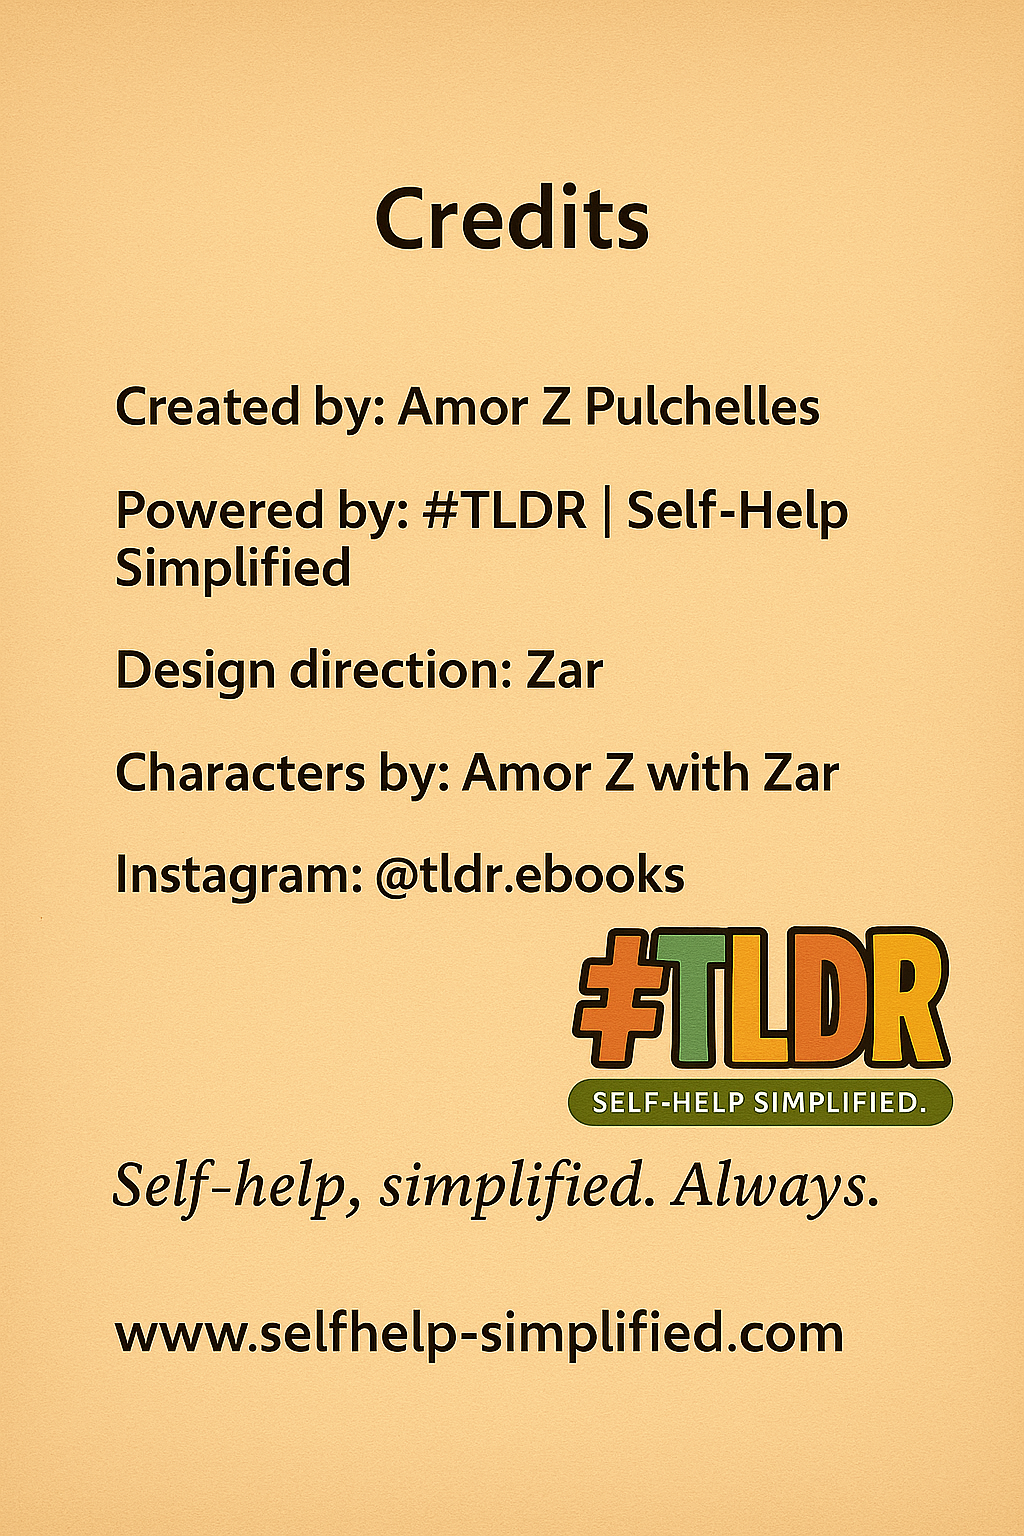 Credits
Created by: Amor Z Pulchelles
Powered by: #TLDR | Self-Help
Simplified
Design direction: Zar
Characters by: Amor Z with Zar
Instagram: @tldr.ebooks
#TLDR
SELF-HELP SIMPLIFIED.
Self-help, simplified. Always.
www.selfhelp-simplified.com